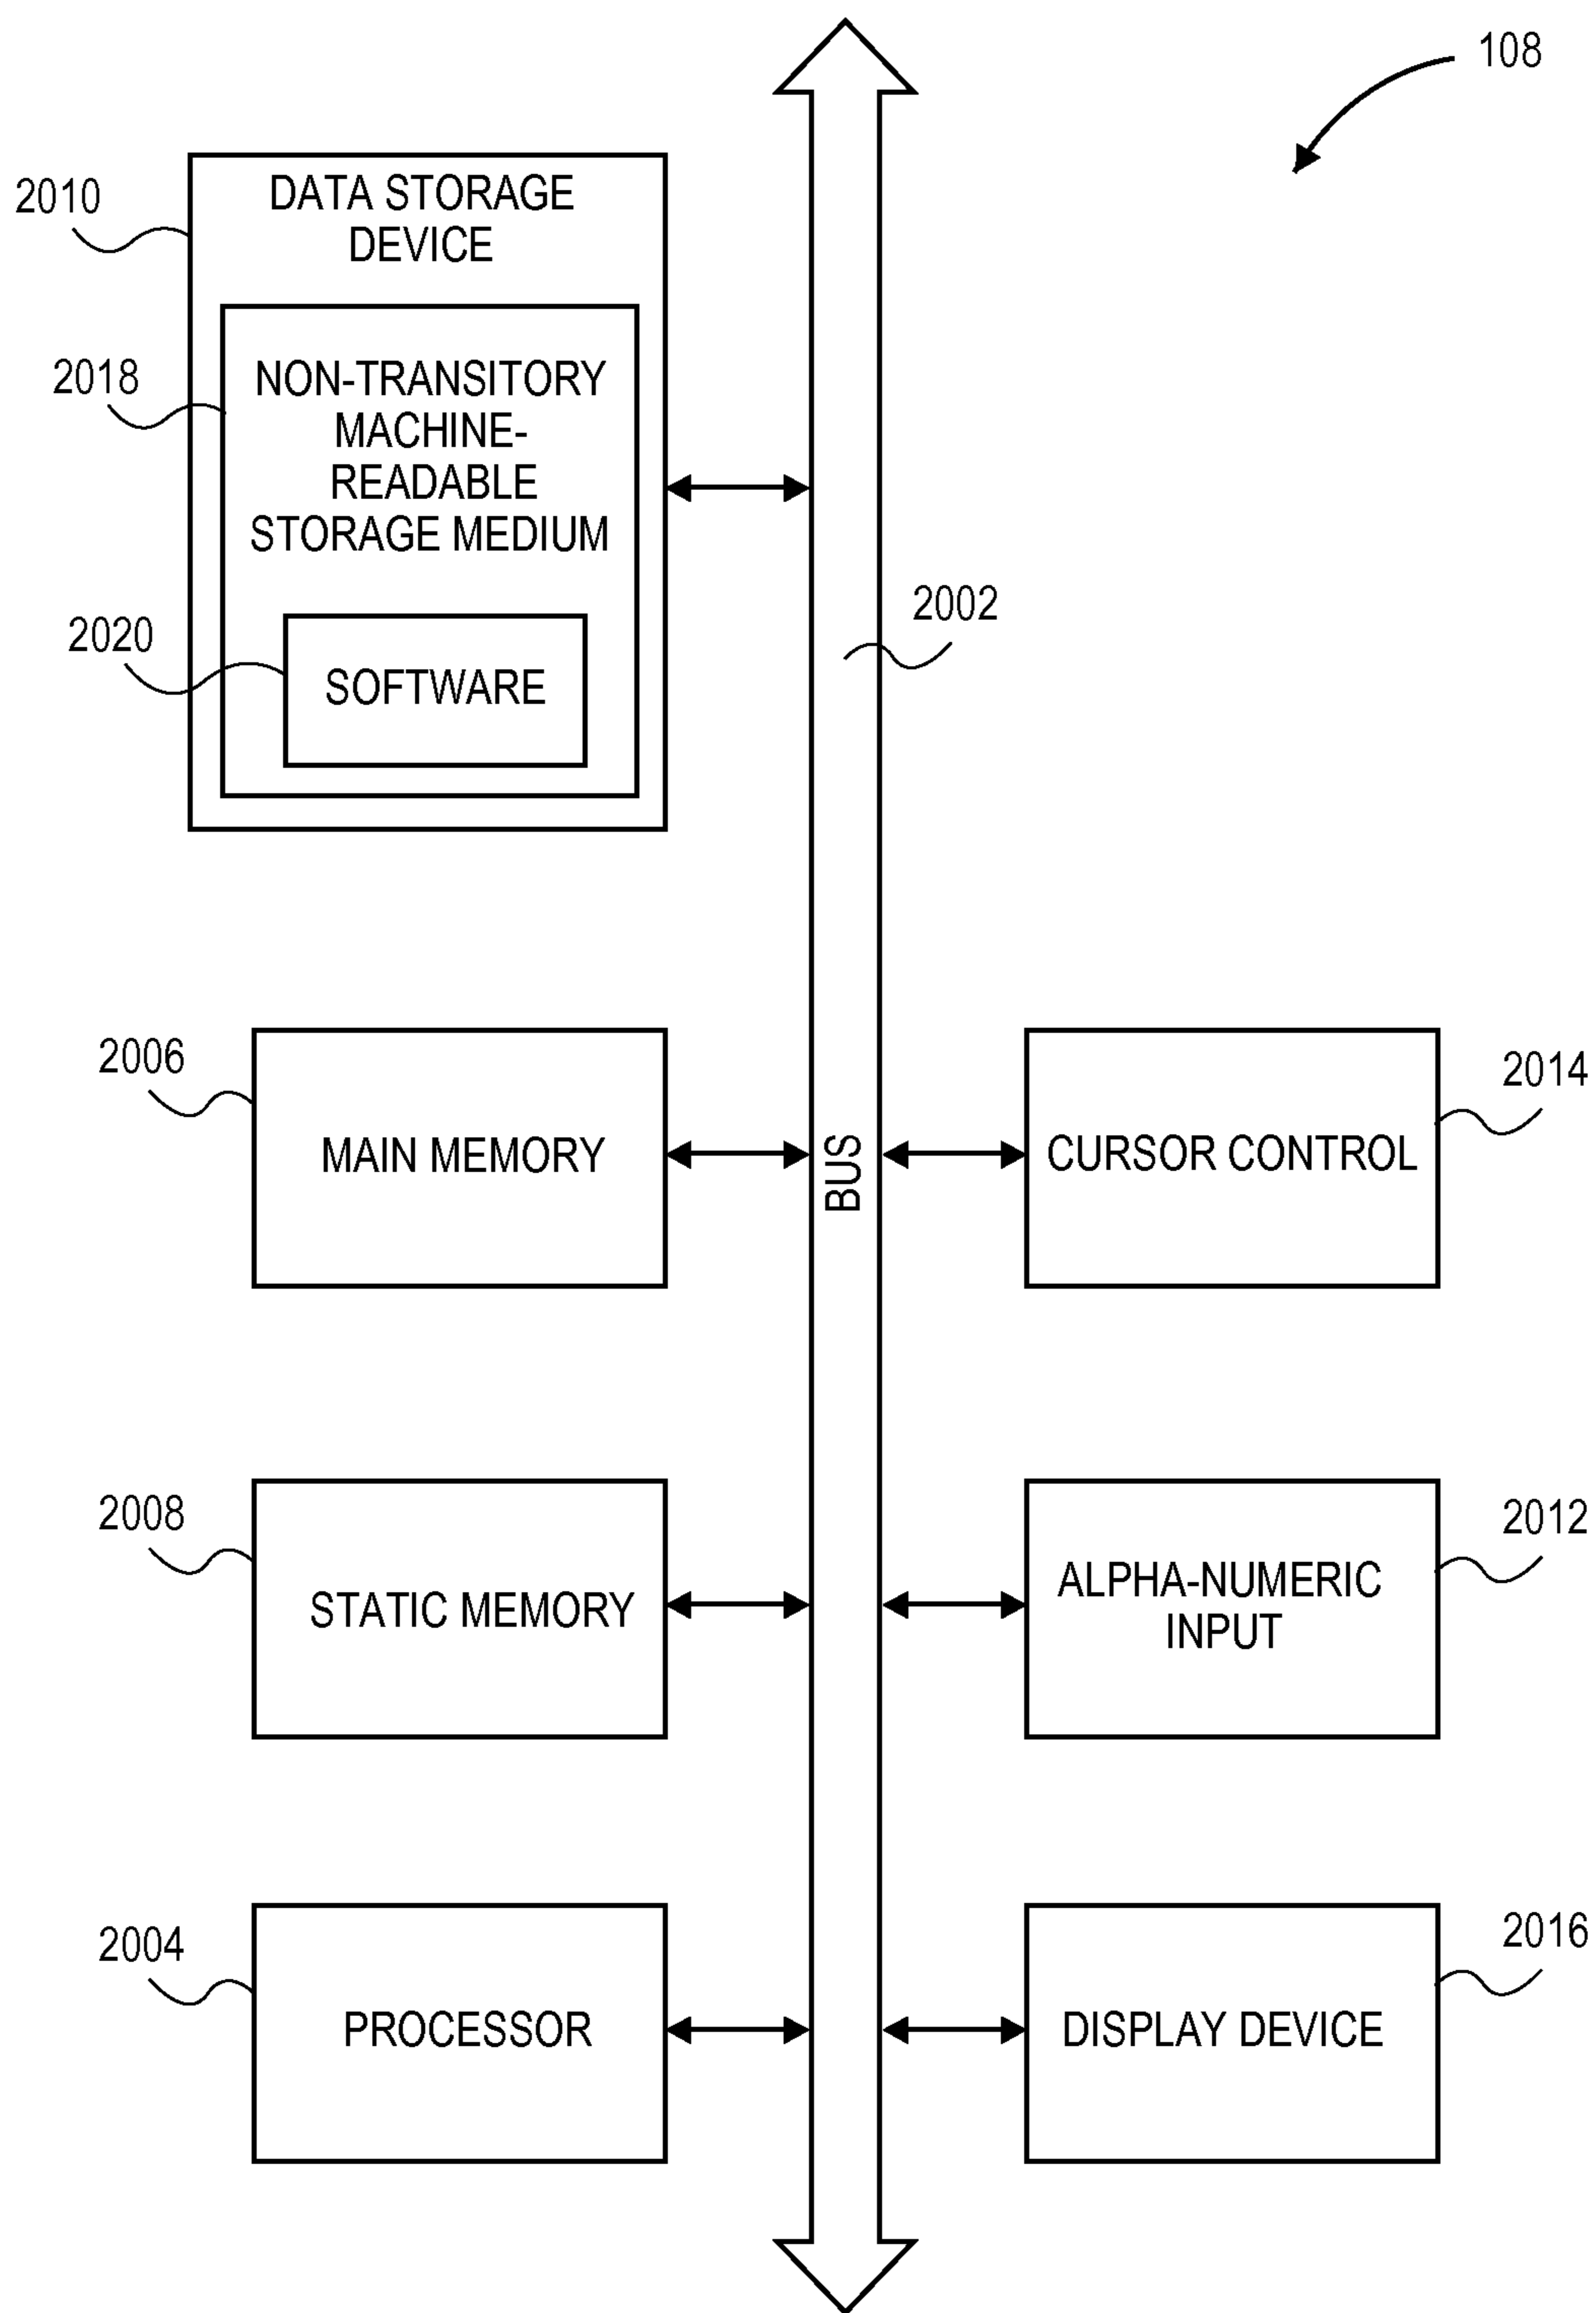 108
2010
DATA STORAGE
DEVICE
2018
NON-TRANSITORY
MACHINE-
READABLE
STORAGE MEDIUM
2020
SOFTWARE
2002
BUS
2006
MAIN MEMORY
2014
CURSOR CONTROL
2008
STATIC MEMORY
2012
ALPHA-NUMERIC
INPUT
2004
PROCESSOR
2016
DISPLAY DEVICE